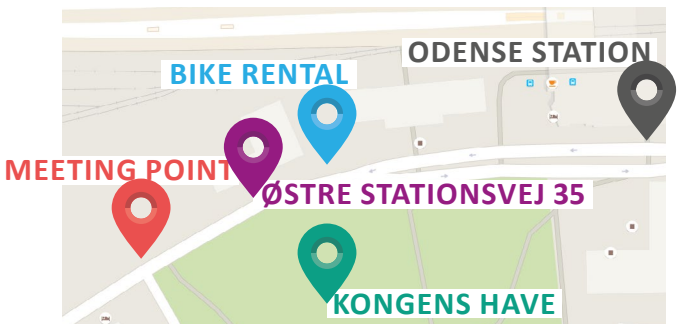 ODENSE STATION
BIKE RENTAL
MEETING POINT
ØSTRE STATIONSVEJ 35
KONGENS HAVE